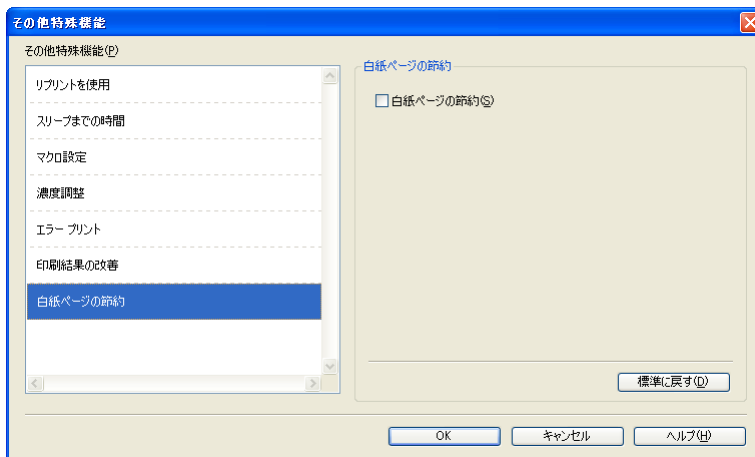 その他特殊機能
その他特殊機能(P)
リプリントを使用
スリープまでの時間
マクロ設定
濃度調整
エラー プリント
印刷結果の改善
白紙ページの節約
白紙ページの節約
白紙ページの節約(S)
標準に戻す(D)
OK
キャンセル
ヘルプ(H)